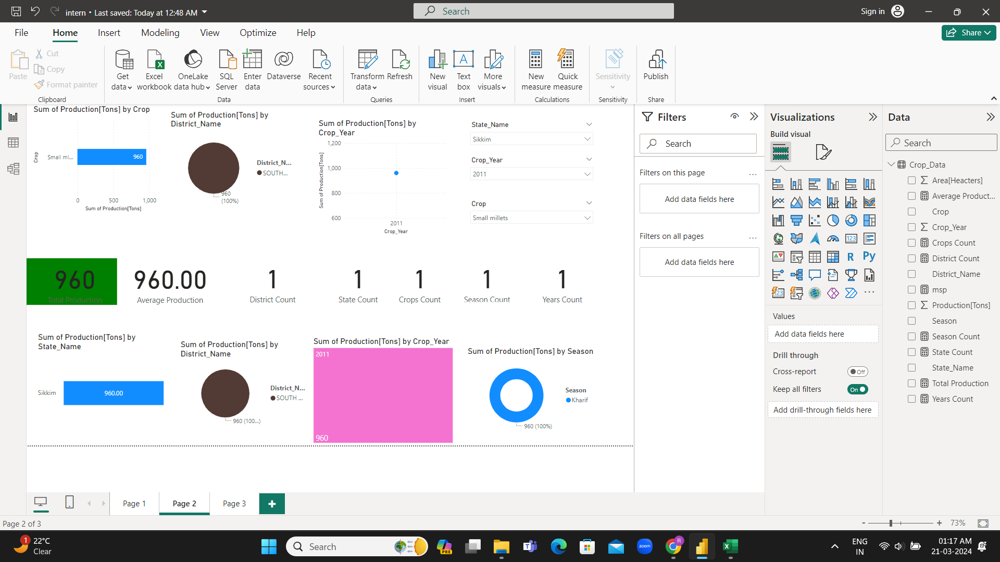 intern • Last saved: Today at 12:48 AM
Search
Sign in
File
Home
Insert
Modeling
View
Optimize
Help
Share
Paste
Cut
Copy
Format painter
Clipboard
Get
data
Excel
workbook
OneLake
data hub
SQL
Server
Enter
data
Dataverse
Recent
sources
Data
Transform
data
Refresh
Queries
New
visual
A
Text
box
More
visuals
Insert
New
measure
Quick
measure
Calculations
Sensitivity
Sensitivity
Publish
Share
Sum of Production[Tons] by Crop
Crop
Small mi...
960
0
500
1,000
Sum of Production[Tons]
Sum of Production[Tons] by
District_Name
District_N...
SOUTH...
960
(100%)
Sum of Production[Tons] by
Crop_Year
Sum of Production[Tons]
1,200
1,000
800
600
2011
Crop_Year
State_Name
Sikkim
Crop_Year
2011
Crop
Small millets
960
Total Production
960.00
Average Production
1
District Count
1
State Count
1
Crops Count
1
Season Count
1
Years Count
Sum of Production[Tons] by
State_Name
Sikkim
960.00
Sum of Production[Tons] by
District_Name
District_N...
SOUTH ...
960 (100...)
Sum of Production[Tons] by Crop_Year
2011
960
Sum of Production[Tons] by Season
Season
Kharif
960 (100%)
Filters
Search
Filters on this page
...
Add data fields here
Filters on all pages
...
Add data fields here
Visualizations
Build visual
123
R
Py
123
...
Values
Add data fields here
Drill through
Cross-report
Off
Keep all filters
On
Add drill-through fields here
Data
Search
Crop_Data
Area[Heacters]
Average Product...
Crop
Crop_Year
Crops Count
District Count
District_Name
msp
Production[Tons]
Season
Season Count
State Count
State_Name
Total Production
Years Count
Page 1
Page 2
Page 3
+
Page 2 of 3
- + 73%
1
22°C
Clear
Search
PRE
zoom
R
ENG
IN
01:17 AM
21-03-2024